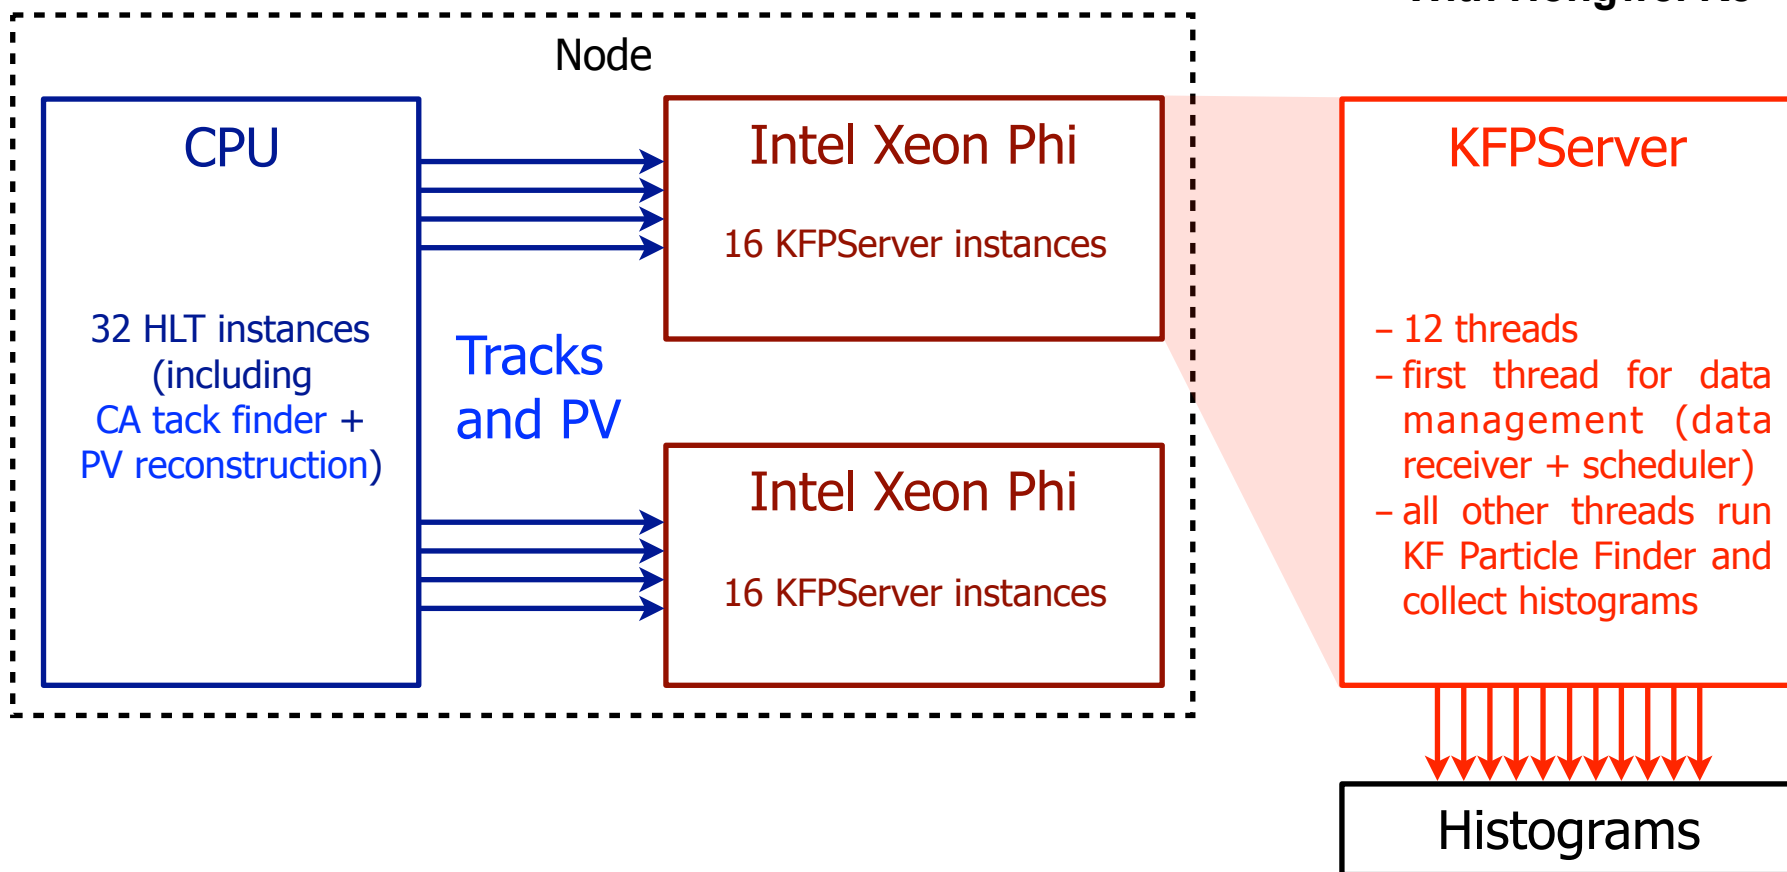 Node
CPU
32 HLT instances
(including
CA tack finder +
PV reconstruction)
Tracks
and PV
Intel Xeon Phi
16 KFPServer instances
Intel Xeon Phi
16 KFPServer instances
KFPServer
– 12 threads
– first thread for data
management (data
receiver + scheduler)
– all other threads run
KF Particle Finder and
collect histograms
Histograms